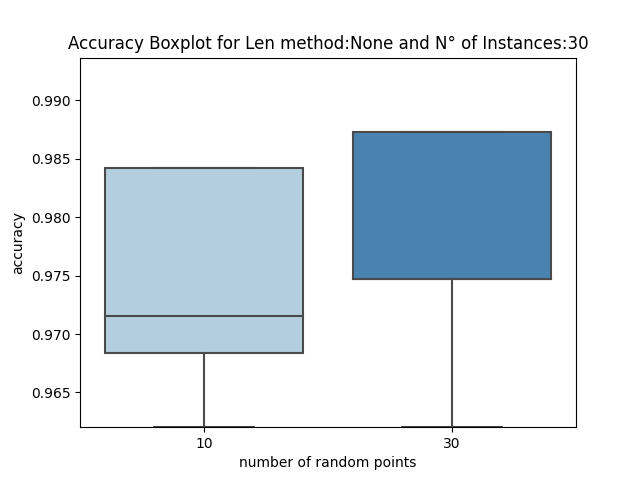 Accuracy Boxplot for Len method:None and N° of Instances:30
0.990
0.985
0.980
0.975
0.970
0.965
accuracy
10 30
number of random points